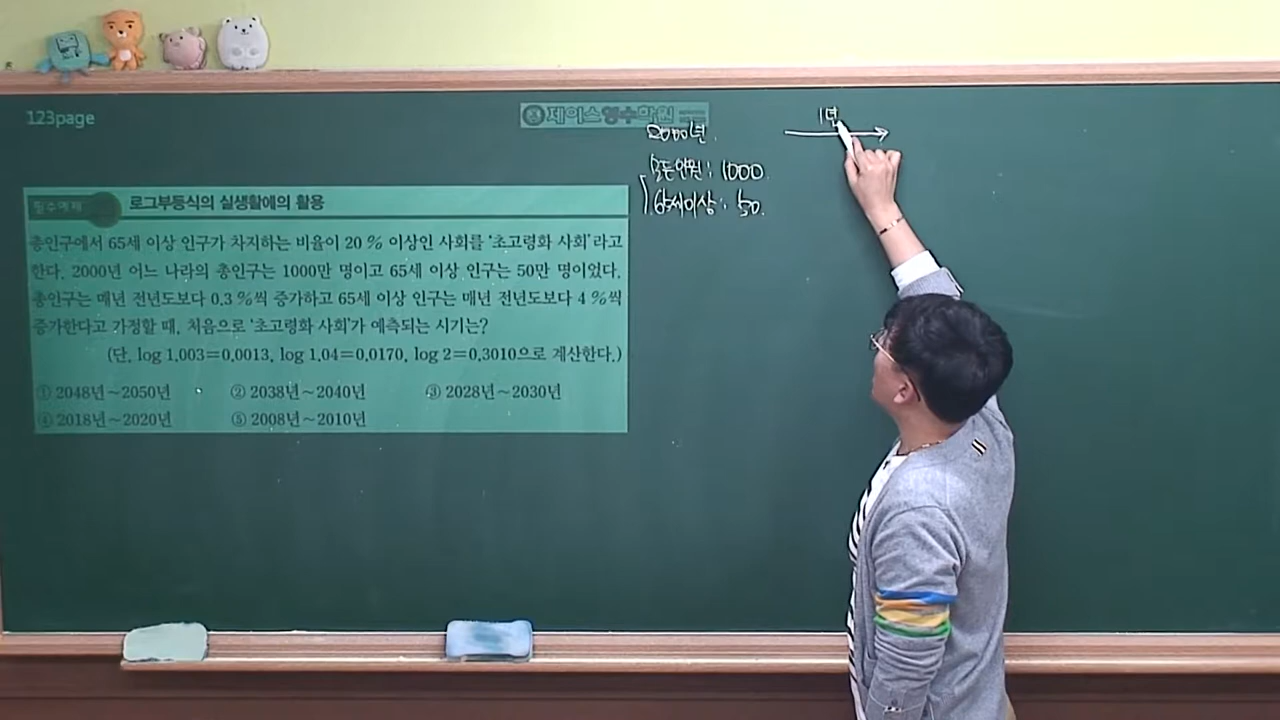 123page
제이스영수학원
2000년.
1년
모든인원 : 1000.
65세이상 : 50.
필수예제 로그부등식의 실생활에의 활용
총인구에서 65세 이상 인구가 차지하는 비율이 20 % 이상인 사회를 '초고령화 사회'라고
한다. 2000년 어느 나라의 총인구는 1000만 명이고 65세 이상 인구는 50만 명이었다.
총인구는 매년 전년도보다 0.3 %씩 증가하고 65세 이상 인구는 매년 전년도보다 4 %씩
증가한다고 가정할 때, 처음으로 '초고령화 사회'가 예측되는 시기는?
(단, log 1.003=0.0013, log 1.04=0.0170, log 2=0.3010으로 계산한다.)
① 2048년~2050년 ② 2038년~2040년 ③ 2028년~2030년
④ 2018년~2020년 ⑤ 2008년~2010년